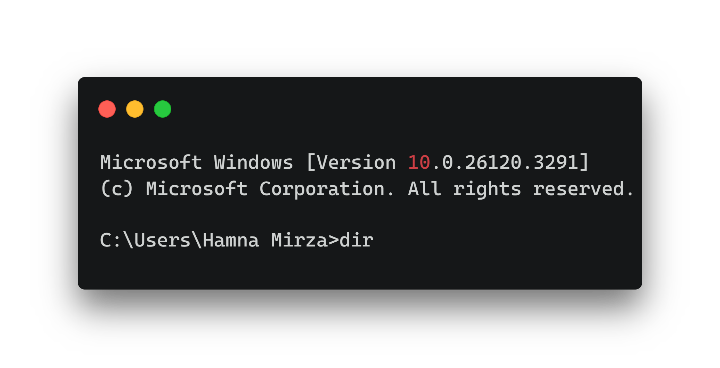 Microsoft Windows [Version 10.0.26120.3291]
(c) Microsoft Corporation. All rights reserved.
C:\Users\Hamna Mirza>dir